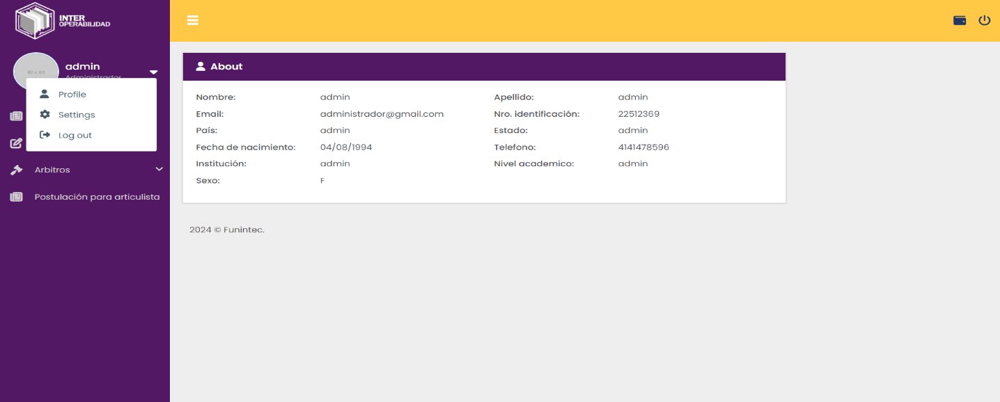 INTER
OPERABILIDAD
admin
Administrador
Profile
Settings
Log out
Arbitros
Postulación para articulista
About
Nombre: admin Apellido: admin
Email: administrador@gmail.com Nro. identificación: 22512369
País: admin Estado: admin
Fecha de nacimiento: 04/08/1994 Telefono: 4141478596
Institución: admin Nivel academico: admin
Sexo: F
2024 © Funintec.